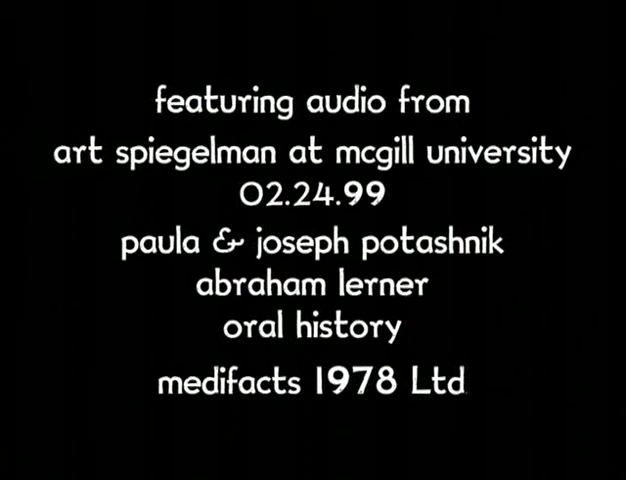 featuring audio from
art spiegelman at mcgill university
02.24.99
paula & joseph potashnik
abraham lerner
oral history
medifacts 1978 Ltd